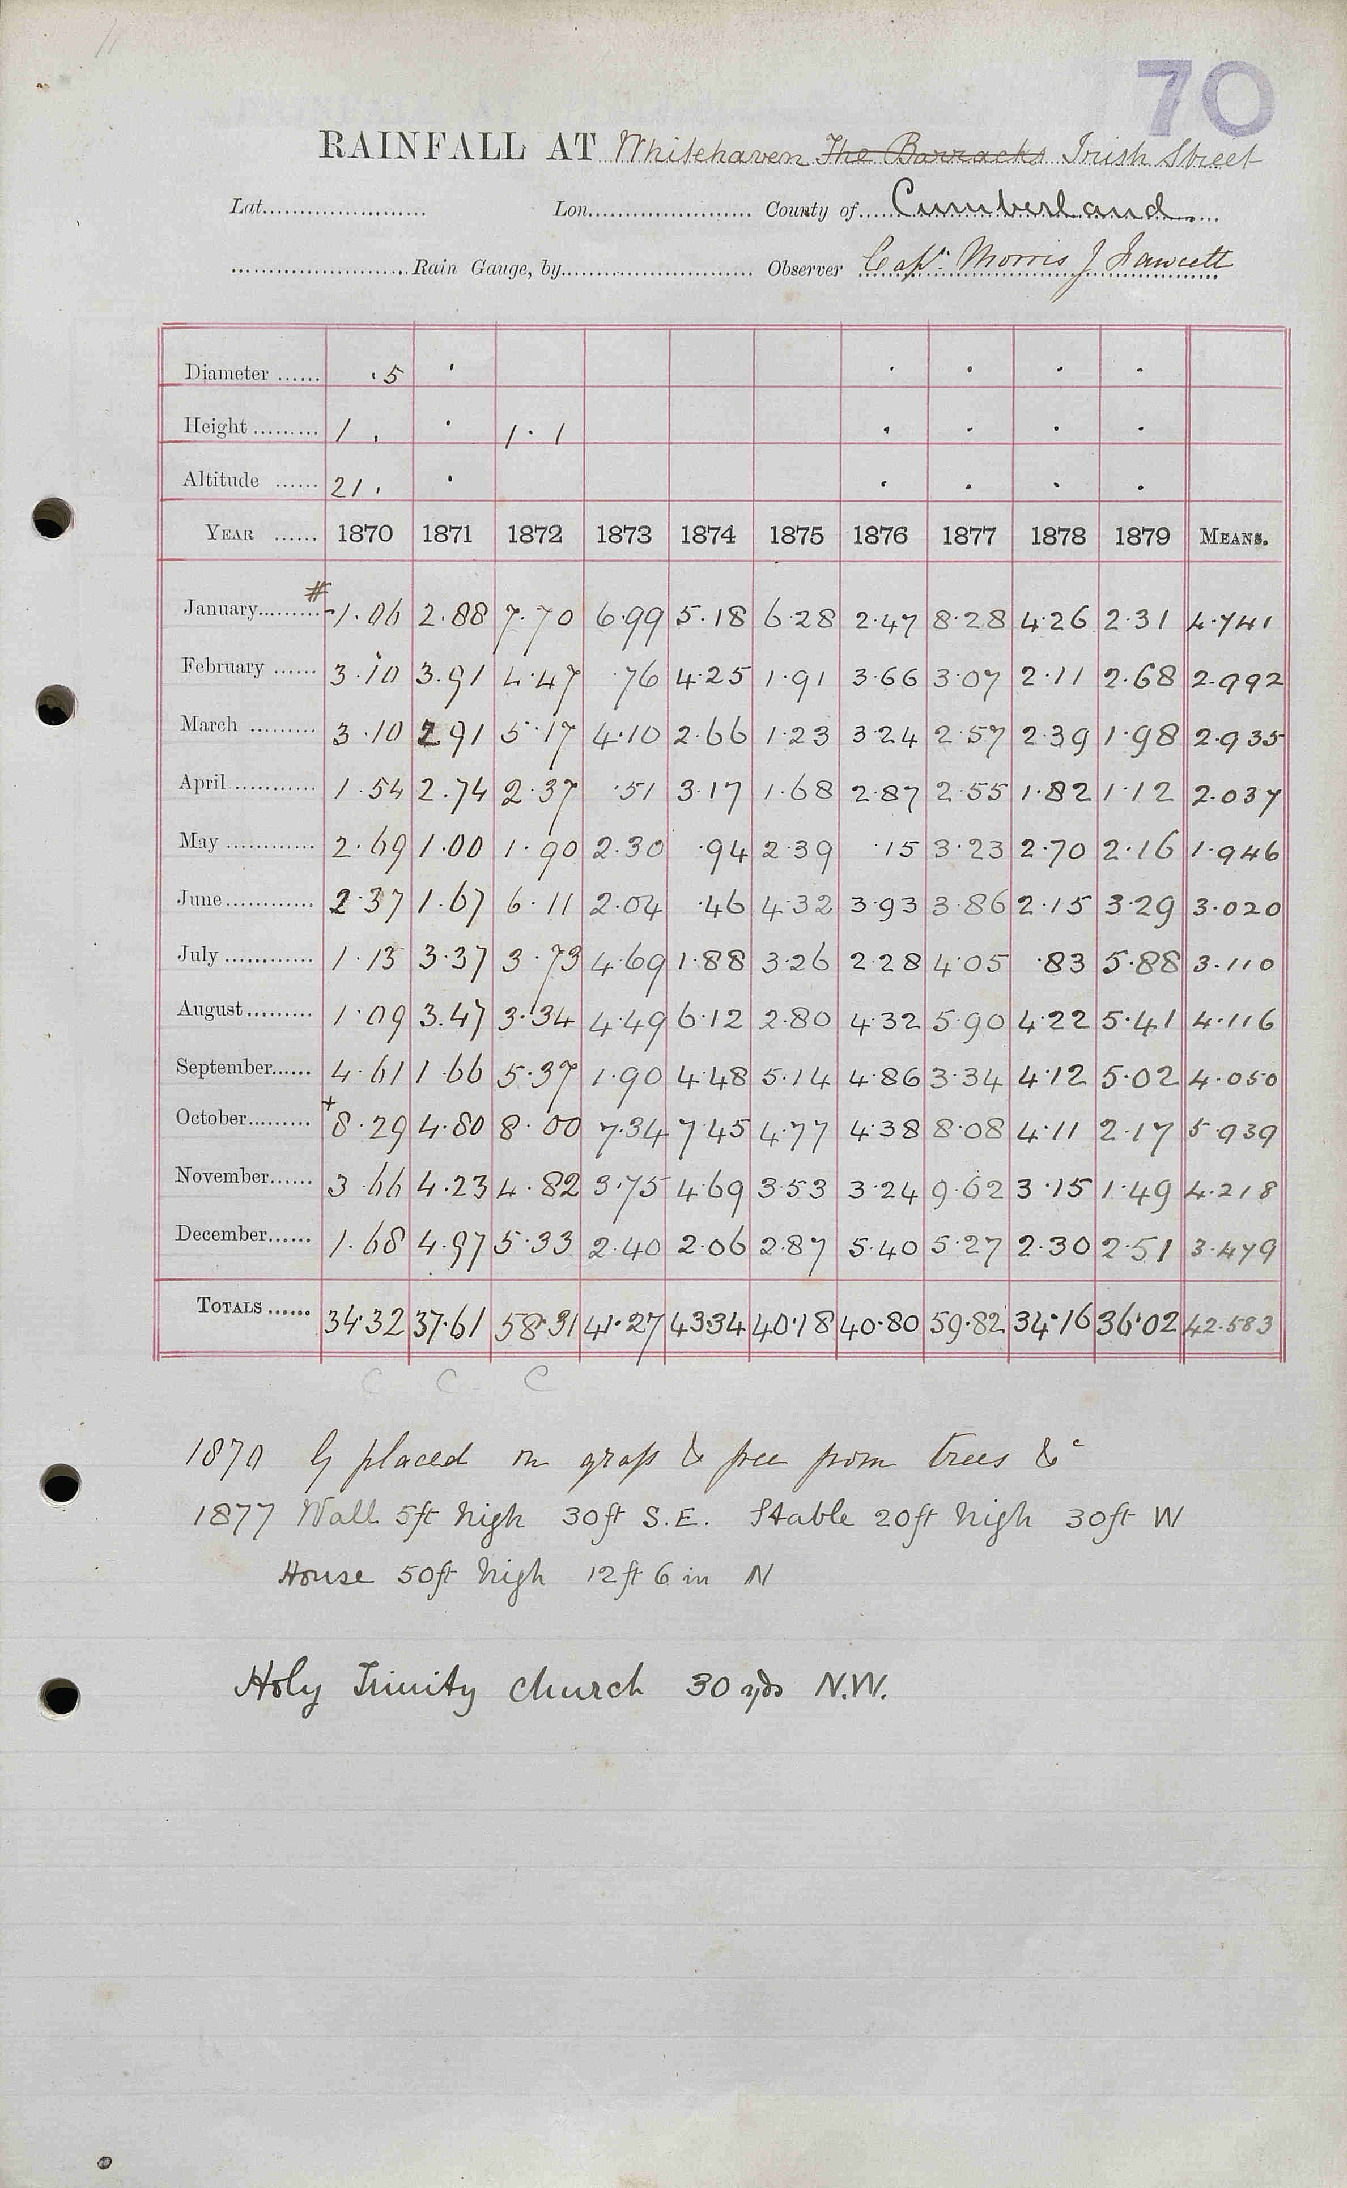 70
RAINFALL AT Whitehaven The Barracks Irish Street
Lat. Lon. County of Cumberland.
Rain Gauge, by Observer Capt. Morris J Fawcett
Diameter ...... .5
Height ......... 1. 1.1
Altitude ...... 21.
YEAR ...... 1870 1871 1872 1873 1874 1875 1876 1877 1878 1879 MEANS.
# January......... 1.06 2.88 7.70 6.99 5.18 6.28 2.47 8.28 4.26 2.31 4.741
February ...... 3.10 3.91 4.47 .76 4.25 1.91 3.66 3.07 2.11 2.68 2.992
March ......... 3.10 2.91 5.17 4.10 2.66 1.23 3.24 2.57 2.39 1.98 2.935
April............ 1.54 2.74 2.37 .51 3.17 1.68 2.87 2.55 1.82 1.12 2.037
May ............ 2.69 1.00 1.90 2.30 .94 2.39 .15 3.23 2.70 2.16 1.946
June............ 2.37 1.67 6.11 2.04 .46 4.32 3.93 3.86 2.15 3.29 3.020
July ............ 1.13 3.37 3.73 4.69 1.88 3.26 2.28 4.05 .83 5.88 3.110
August......... 1.09 3.47 3.34 4.49 6.12 2.80 4.32 5.90 4.22 5.41 4.116
September...... 4.61 1.66 5.37 1.90 4.48 5.14 4.86 3.34 4.12 5.02 4.050
October......... + 8.29 4.80 8.00 7.34 7.45 4.77 4.38 8.08 4.11 2.17 5.939
November...... 3.66 4.23 4.82 3.75 4.69 3.53 3.24 9.62 3.15 1.49 4.218
December...... 1.68 4.97 5.33 2.40 2.06 2.87 5.40 5.27 2.30 2.51 3.479
TOTALS ...... 34.32 37.61 58.31 41.27 43.34 40.18 40.80 59.82 34.16 36.02 42.583
C C C
1870 G placed on grass & free from trees &c
1877 Wall 5ft high 30ft S.E. Stable 20ft high 30ft W
House 50ft high 12ft 6 in N
Holy Trinity church 30 yds N.W.